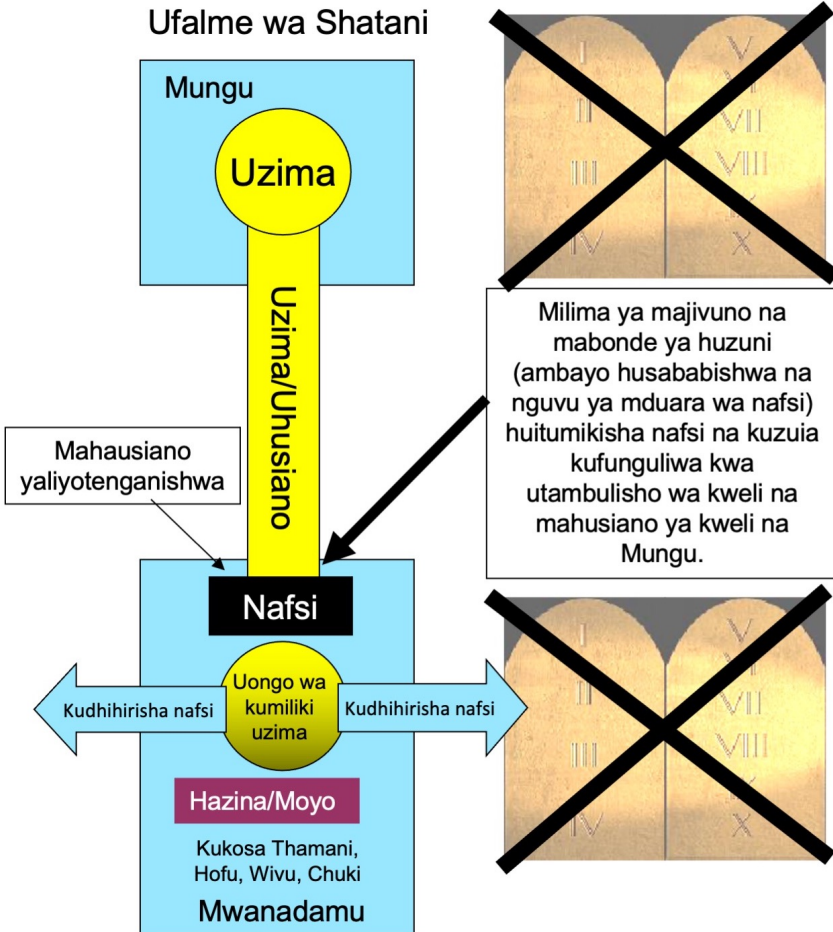 Ufalme wa Shatani
Mungu
Uzima
Uzima/Uhusiano
Mahausiano
yaliyotenganishwa
Nafsi
Uongo wa
kumiliki
uzima
Kudhihirisha nafsi
Kudhihirisha nafsi
Hazina/Moyo
Kukosa Thamani,
Hofu, Wivu, Chuki
Mwanadamu
I
II
III
IV
V
VII
VIII
X
Milima ya majivuno na
mabonde ya huzuni
(ambayo husababishwa na
nguvu ya mduara wa nafsi)
huitumikisha nafsi na kuzuia
kufunguliwa kwa
utambulisho wa kweli na
mahusiano ya kweli na
Mungu.
I
II
III
IV
V
VII
VIII
X